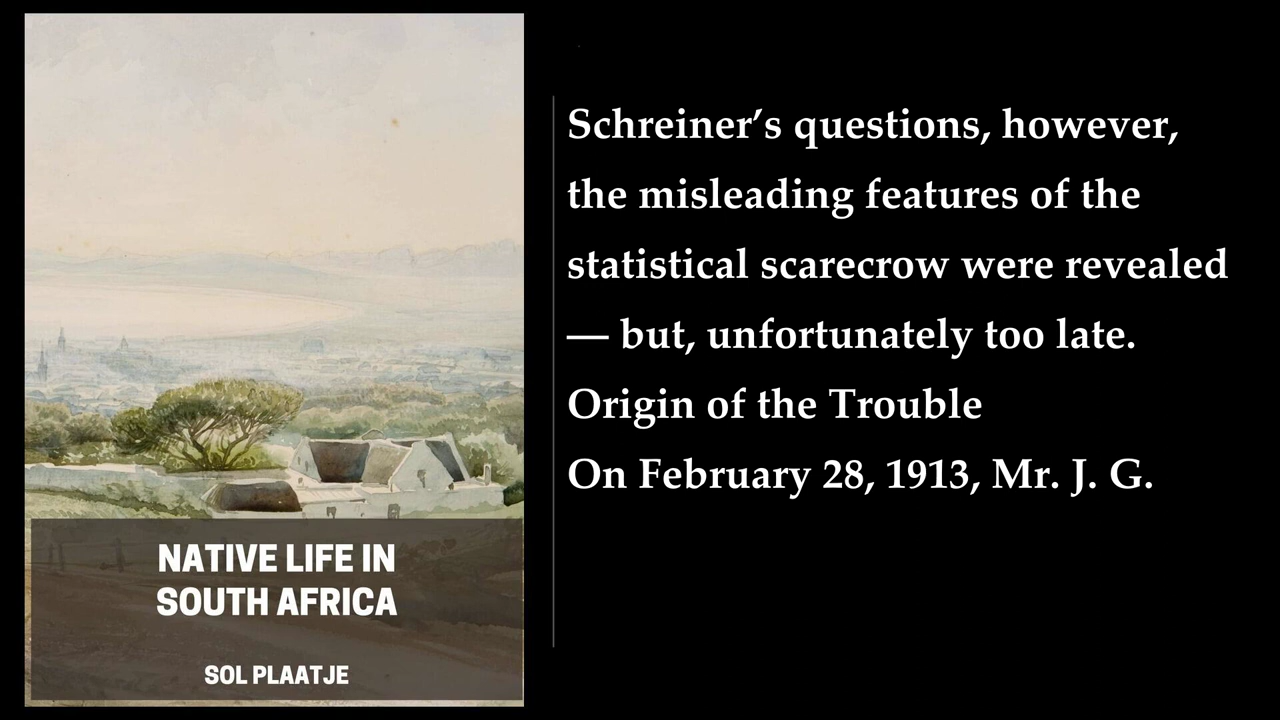 NATIVE LIFE IN
SOUTH AFRICA
SOL PLAATJE
Schreiner’s questions, however,
the misleading features of the
statistical scarecrow were revealed
— but, unfortunately too late.
Origin of the Trouble
On February 28, 1913, Mr. J. G.